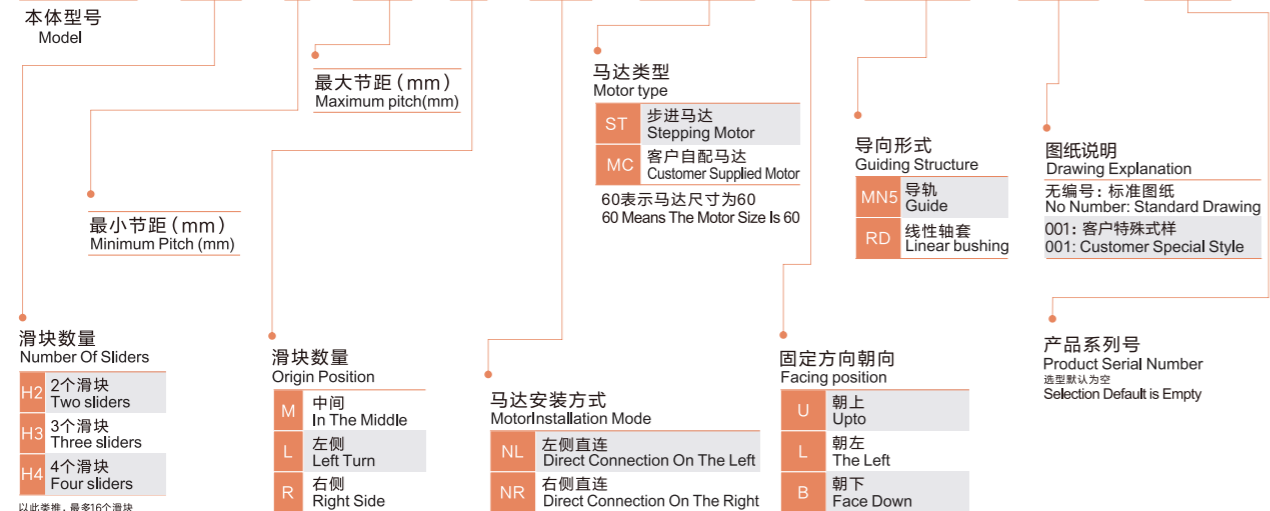 本体型号
Model
最大节距（mm）
Maximum pitch(mm)
最小节距（mm）
Minimum Pitch (mm)
马达类型
Motor type
ST
步进马达
Stepping Motor
MC
客户自配马达
Customer Supplied Motor
60表示马达尺寸为60
60 Means The Motor Size Is 60
导向形式
Guiding Structure
MN5
导轨
Guide
RD
线性轴套
Linear bushing
图纸说明
Drawing Explanation
无编号：标准图纸
No Number: Standard Drawing
001：客户特殊式样
001: Customer Special Style
滑块数量
Number Of Sliders
H2
2个滑块
Two sliders
H3
3个滑块
Three sliders
H4
4个滑块
Four sliders
以此类推，最多16个滑块
滑块数量
Origin Position
M
中间
In The Middle
L
左侧
Left Turn
R
右侧
Right Side
马达安装方式
MotorInstallation Mode
NL
左侧直连
Direct Connection On The Left
NR
右侧直连
Direct Connection On The Right
固定方向朝向
Facing position
U
朝上
Upto
L
朝左
The Left
B
朝下
Face Down
产品系列号
Product Serial Number
选型默认为空
Selection Default is Empty